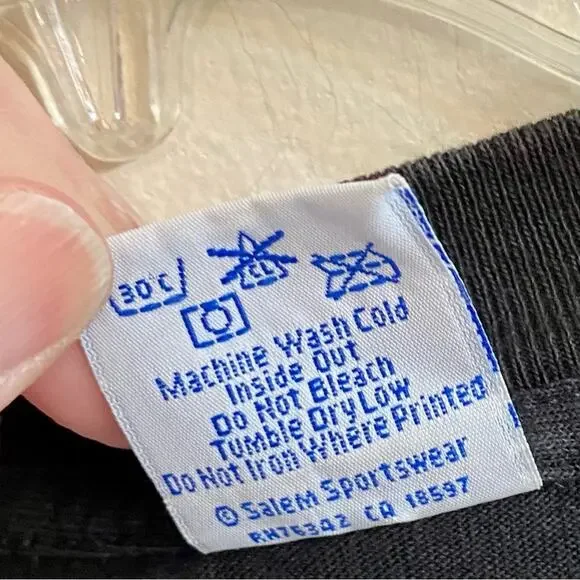 30°C CL
Machine Wash Cold
Inside Out
Do Not Bleach
Tumble Dry Low
Do Not Iron Where Printed
© Salem Sportswear
RN76342 CA 18597